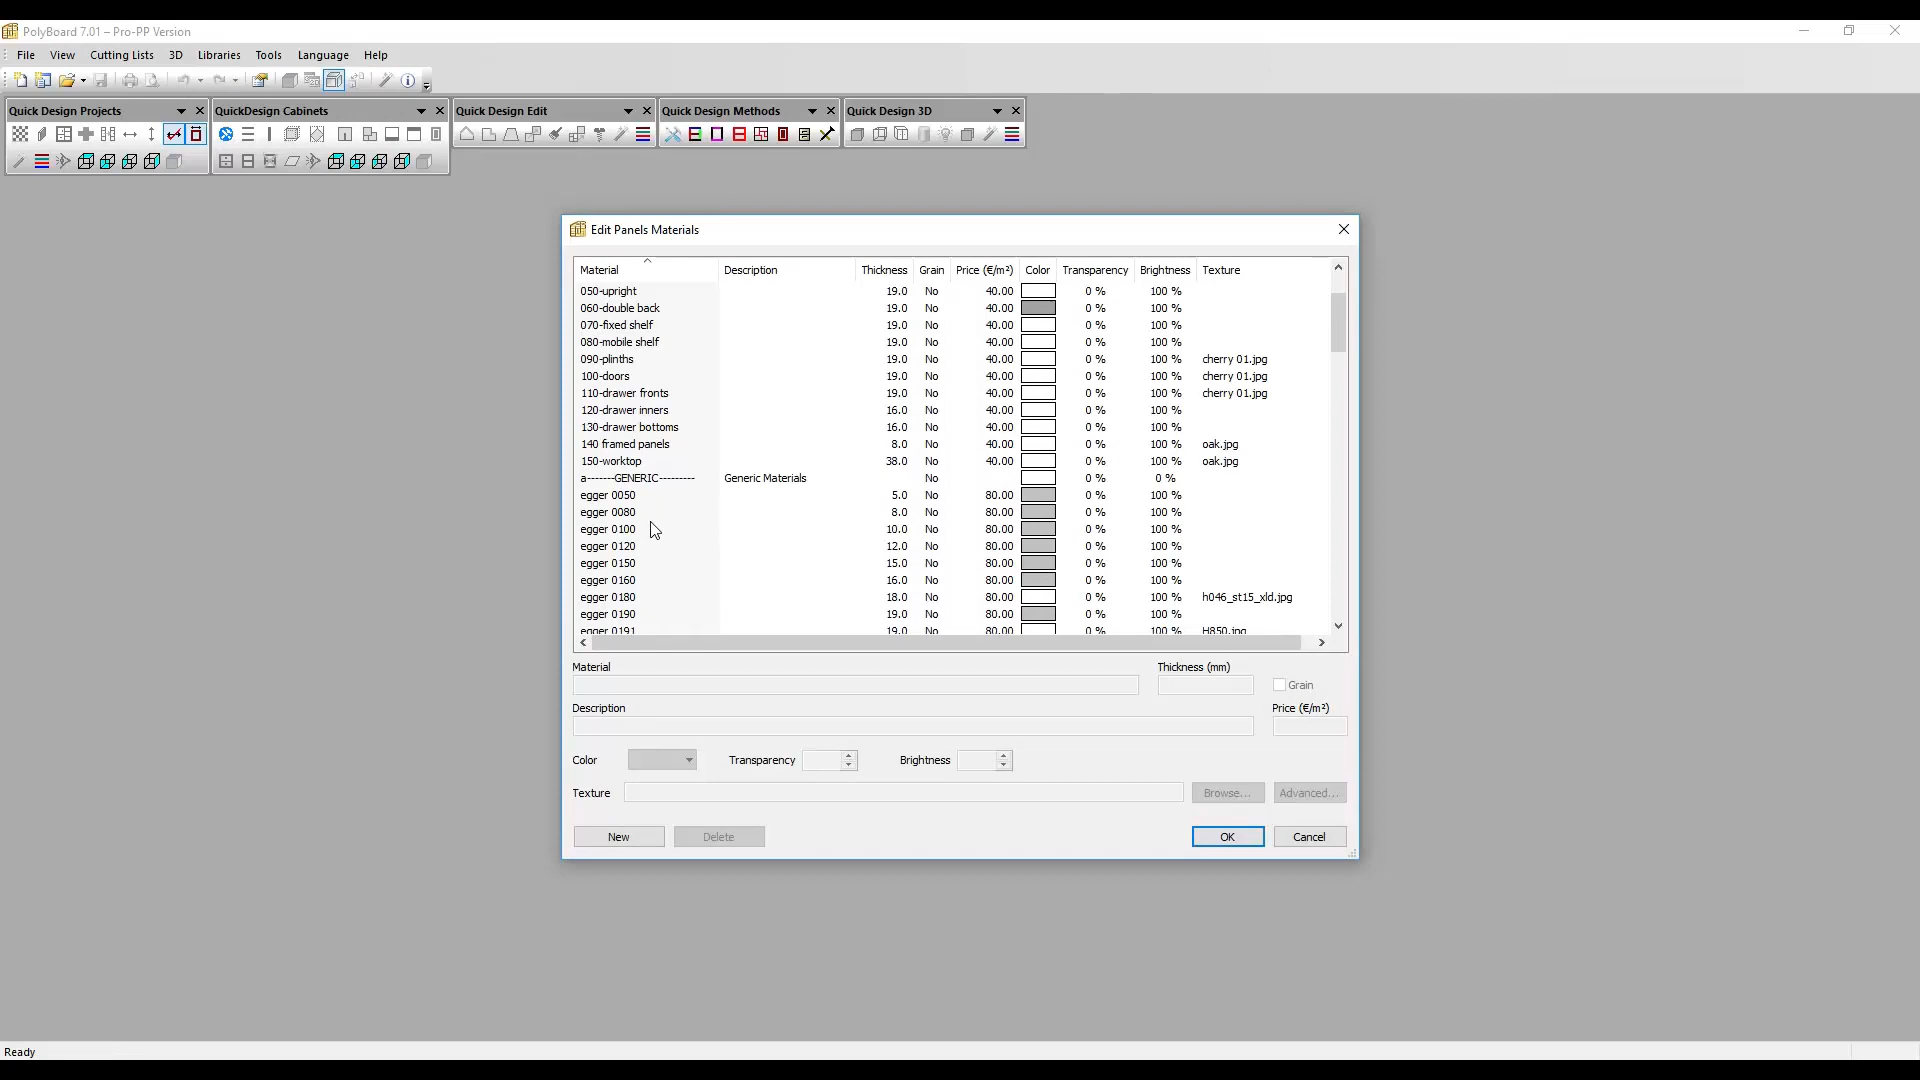 PolyBoard 7.01 – Pro-PP Version
File View Cutting Lists 3D Libraries Tools Language Help
Quick Design Projects QuickDesign Cabinets Quick Design Edit Quick Design Methods Quick Design 3D
Edit Panels Materials
Material Description Thickness Grain Price (€/m²) Color Transparency Brightness Texture
050-upright 19.0 No 40.00 0 % 100 %
060-double back 19.0 No 40.00 0 % 100 %
070-fixed shelf 19.0 No 40.00 0 % 100 %
080-mobile shelf 19.0 No 40.00 0 % 100 %
090-plinths 19.0 No 40.00 0 % 100 % cherry 01.jpg
100-doors 19.0 No 40.00 0 % 100 % cherry 01.jpg
110-drawer fronts 19.0 No 40.00 0 % 100 % cherry 01.jpg
120-drawer inners 16.0 No 40.00 0 % 100 %
130-drawer bottoms 16.0 No 40.00 0 % 100 %
140 framed panels 8.0 No 40.00 0 % 100 % oak.jpg
150-worktop 38.0 No 40.00 0 % 100 % oak.jpg
a-------GENERIC--------- Generic Materials No 0 % 0 %
egger 0050 5.0 No 80.00 0 % 100 %
egger 0080 8.0 No 80.00 0 % 100 %
egger 0100 10.0 No 80.00 0 % 100 %
egger 0120 12.0 No 80.00 0 % 100 %
egger 0150 15.0 No 80.00 0 % 100 %
egger 0160 16.0 No 80.00 0 % 100 %
egger 0180 18.0 No 80.00 0 % 100 % h046_st15_xld.jpg
egger 0190 19.0 No 80.00 0 % 100 %
egger 0191 19.0 No 80.00 0 % 100 % H850.jpg
Material Thickness (mm)
Grain
Description Price (€/m²)
Color Transparency Brightness
Texture Browse... Advanced...
New Delete OK Cancel
Ready